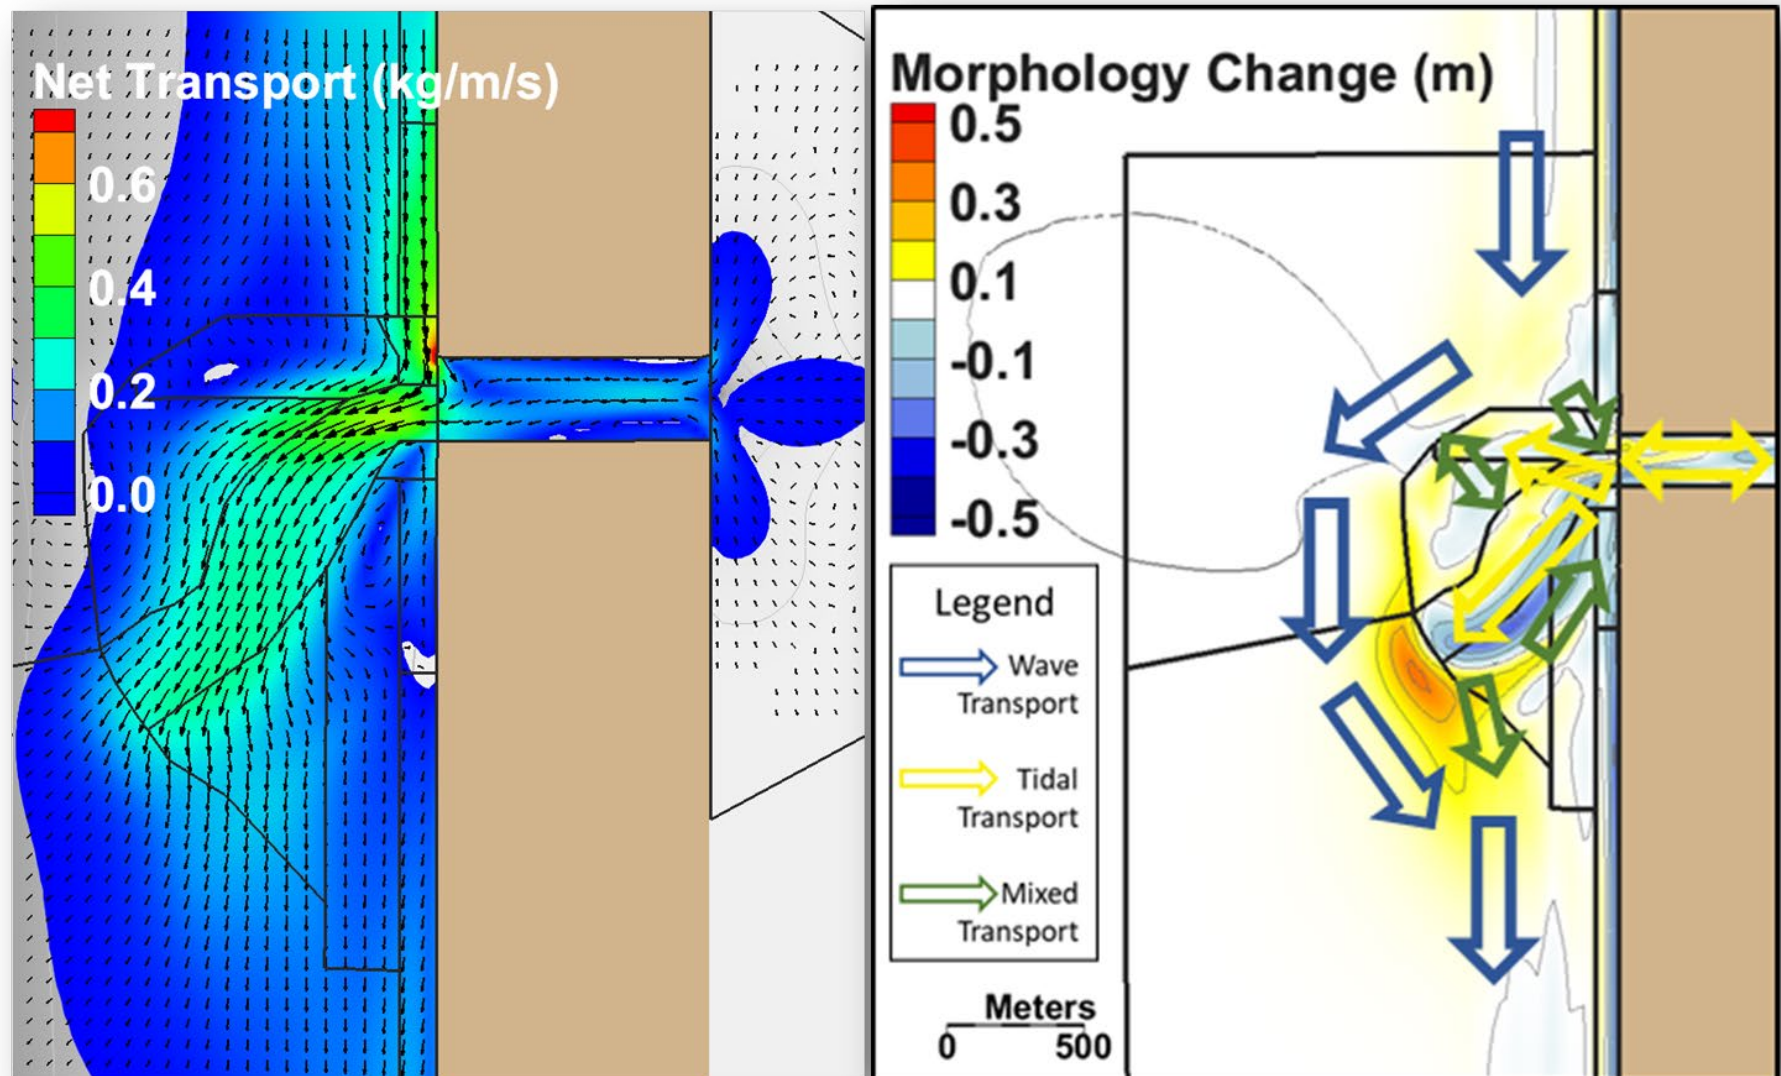 Net Transport (kg/m/s)
0.6
0.4
0.2
0.0
Morphology Change (m)
0.5
0.3
0.1
-0.1
-0.3
-0.5
Legend
Wave
Transport
Tidal
Transport
Mixed
Transport
Meters
0 500